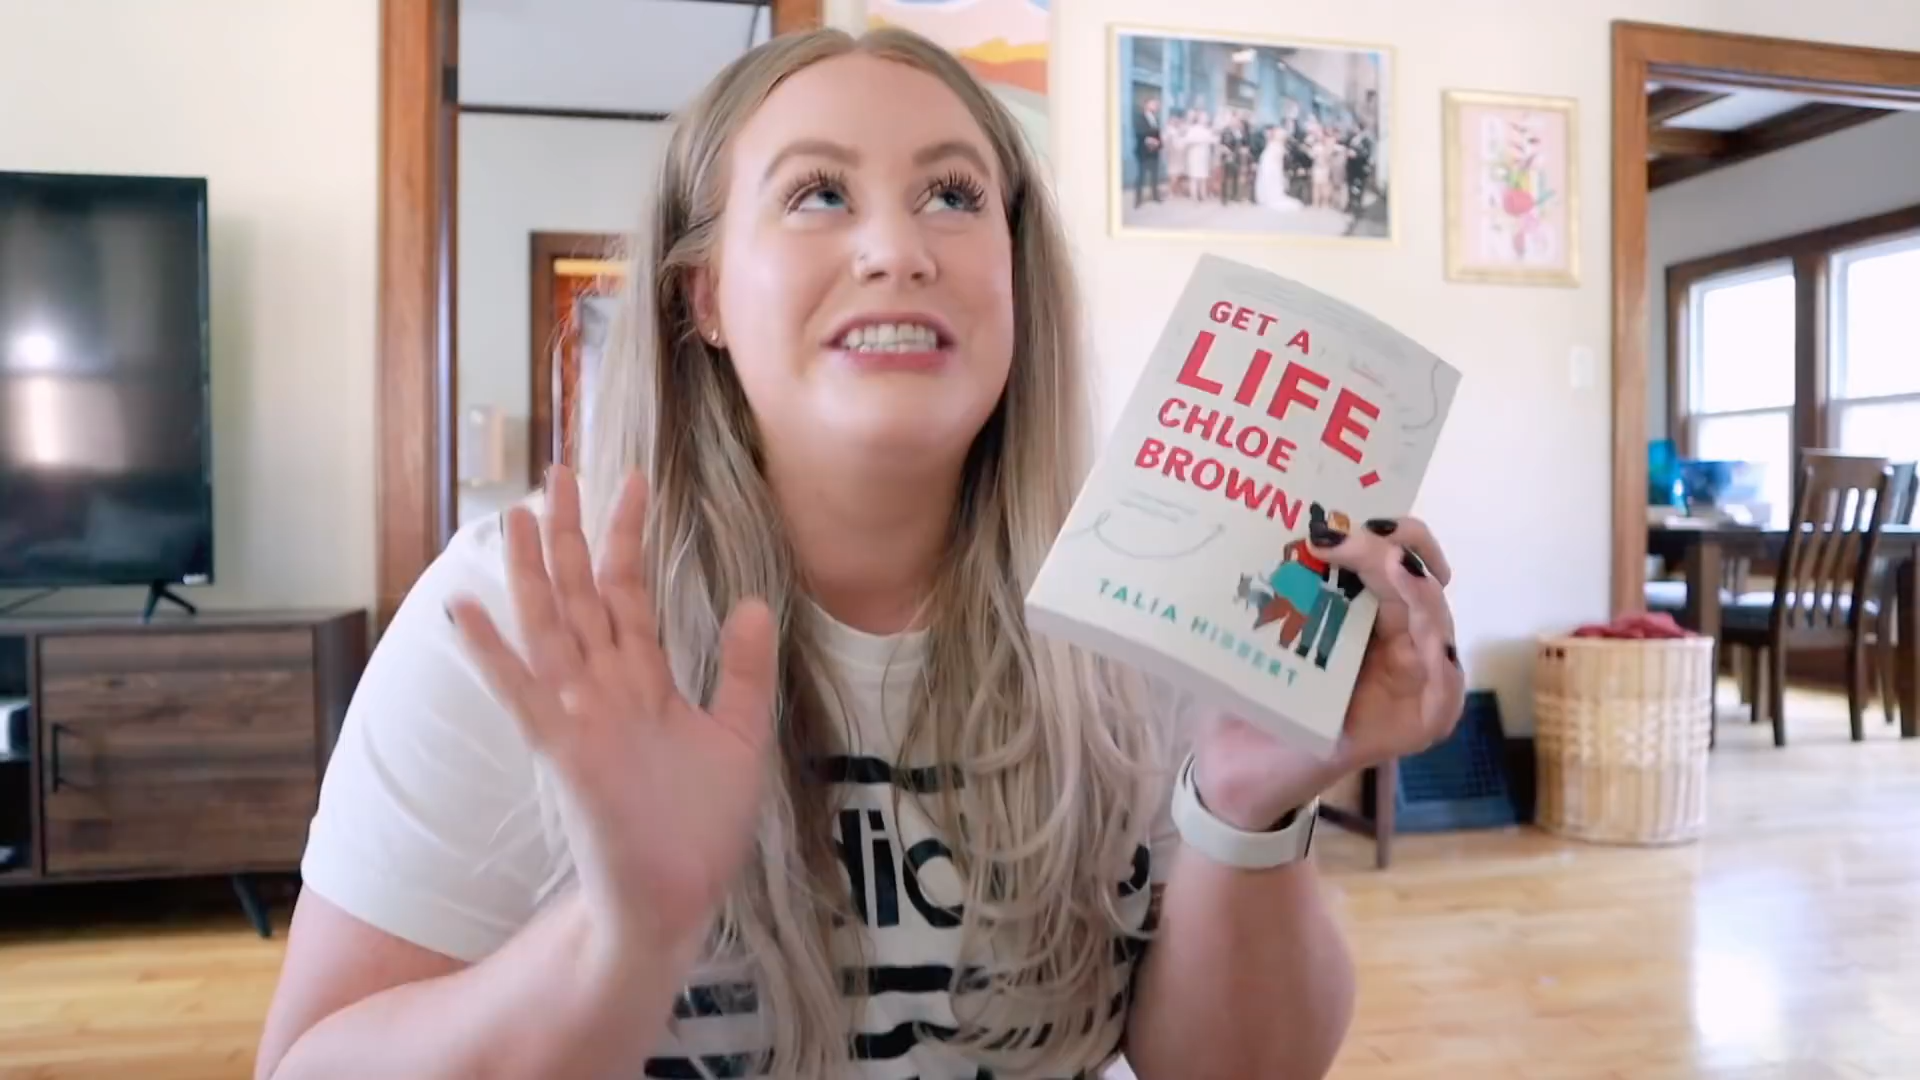 GET A
LIFE,
CHLOE
BROWN
TALIA HIBBERT